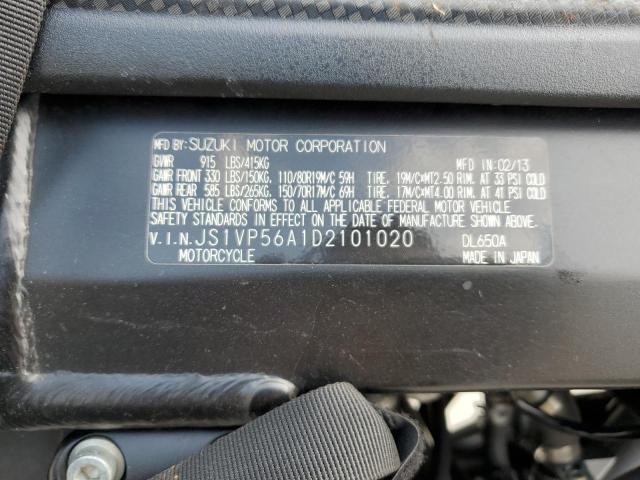 MFD BY: SUZUKI MOTOR CORPORATION
GVWR 915 LBS/415KG MFD IN: 02/13
GAWR FRONT 330 LBS/150KG, 110/80R19M/C 59H TIRE, 19M/C×MT2.50 RIM, AT 33 PSI COLD
GAWR REAR 585 LBS/265KG, 150/70R17M/C 69H TIRE, 17M/C×MT4.00 RIM, AT 41 PSI COLD
THIS VEHICLE CONFORMS TO ALL APPLICABLE FEDERAL MOTOR VEHICLE
SAFETY STANDARDS IN EFFECT ON THE DATE OF MANUFACTURE SHOWN ABOVE.
V.I.N. JS1VP56A1D2101020 DL650A
MOTORCYCLE MADE IN JAPAN